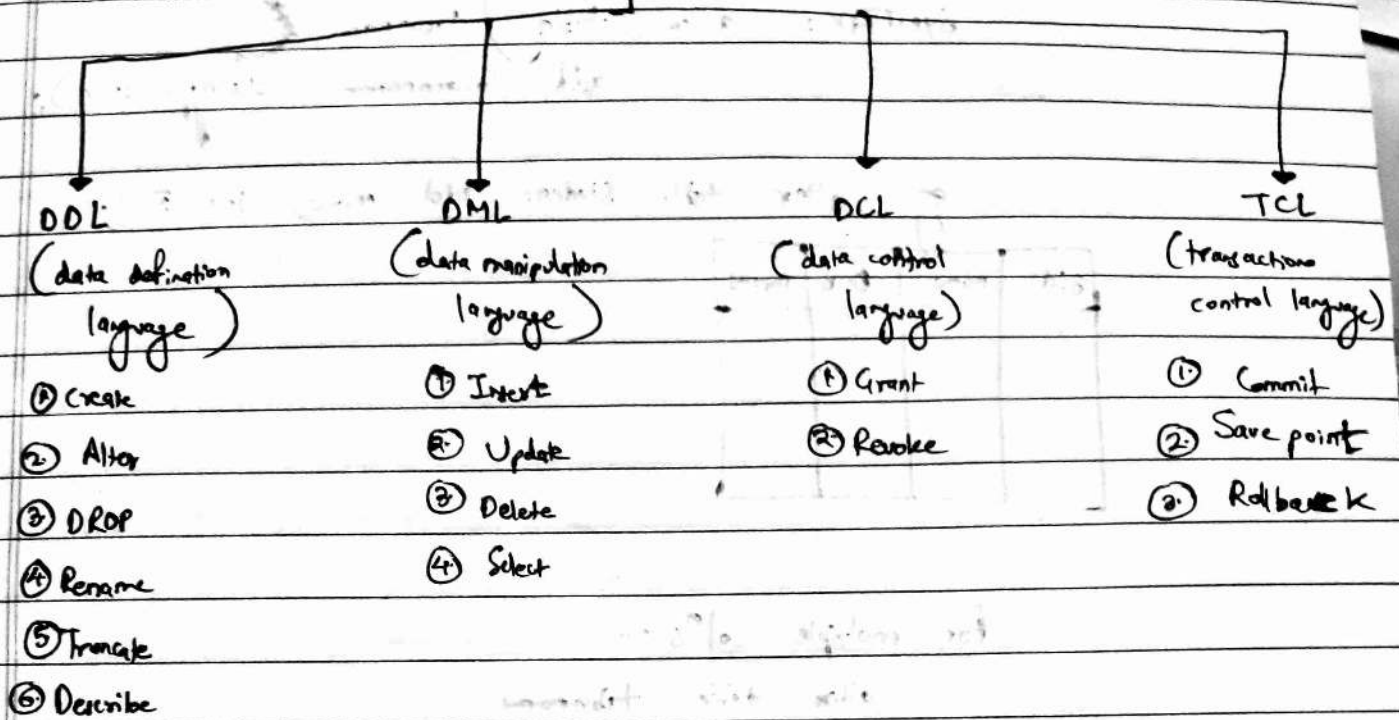 DDL
(data defination
language)
① Create
② Alter
③ DROP
④ Rename
⑤ Truncate
⑥ Describe
DML
(data manipulation
language)
① Insert
② Update
③ Delete
④ Select
DCL
(data control
language)
① Grant
② Revoke
TCL
(transactions
control language)
① Commit
② Save point
③ Rollback